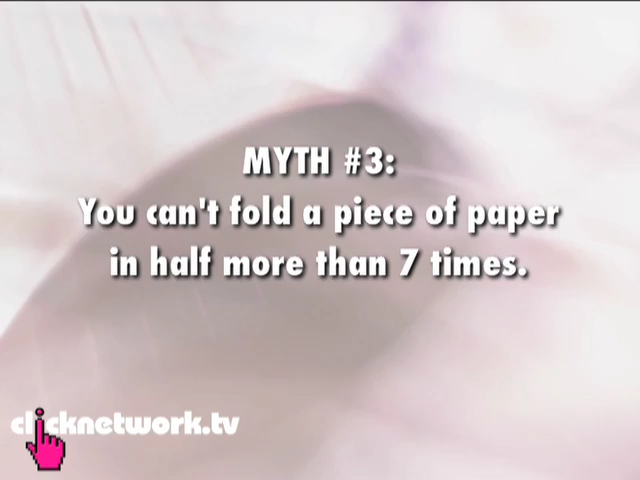 MYTH #3:
You can't fold a piece of paper
in half more than 7 times.
clicknetwork.tv